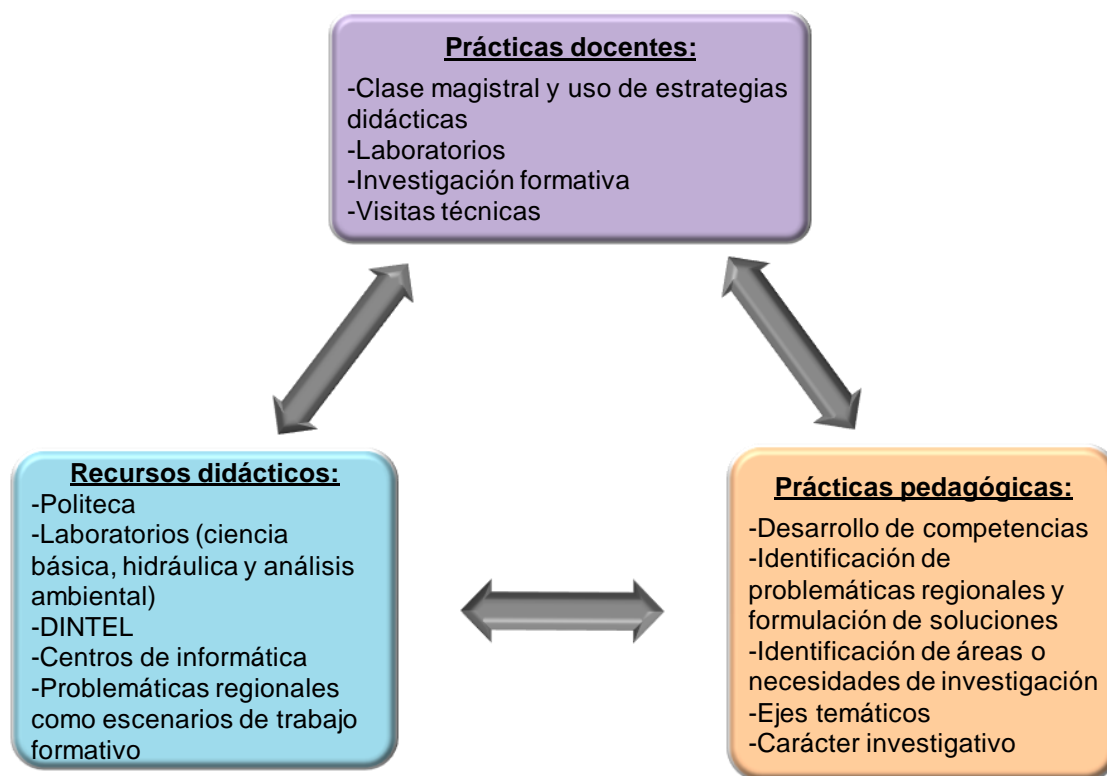 Prácticas docentes:
-Clase magistral y uso de estrategias
didácticas
-Laboratorios
-Investigación formativa
-Visitas técnicas
Recursos didácticos:
-Politeca
-Laboratorios (ciencia
básica, hidráulica y análisis
ambiental)
-DINTEL
-Centros de informática
-Problemáticas regionales
como escenarios de trabajo
formativo
Prácticas pedagógicas:
-Desarrollo de competencias
-Identificación de
problemáticas regionales y
formulación de soluciones
-Identificación de áreas o
necesidades de investigación
-Ejes temáticos
-Carácter investigativo